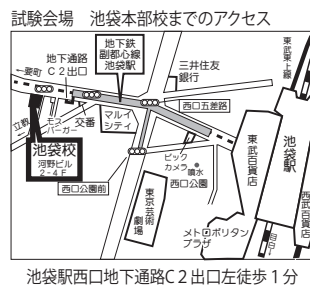 試験会場　池袋本部校までのアクセス
地下鉄
副都心線
池袋駅
地下通路
C2出口
三井住友
銀行
東武東上線
←要町
西口五差路
立教
モス
バーガー
交番
マルイ
シティ
池袋校
河野ビル
2-4F
ビック
カメラ
噴水
西口公園
西口公園前
東京芸術
劇場
メトロポリタン
プラザ
東武百貨店
池袋駅
西武百貨店
目白
池袋駅西口地下通路C2出口左徒歩1分